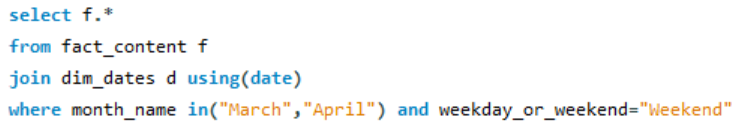 select f.*
from fact_content f
join dim_dates d using(date)
where month_name in("March","April") and weekday_or_weekend="Weekend"